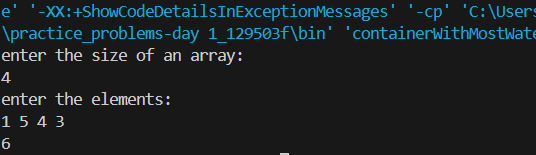 e' '-XX:+ShowCodeDetailsInExceptionMessages' '-cp' 'C:\Users
\practice_problems-day 1_129503f\bin' 'containerWithMostWate
enter the size of an array:
4
enter the elements:
1 5 4 3
6